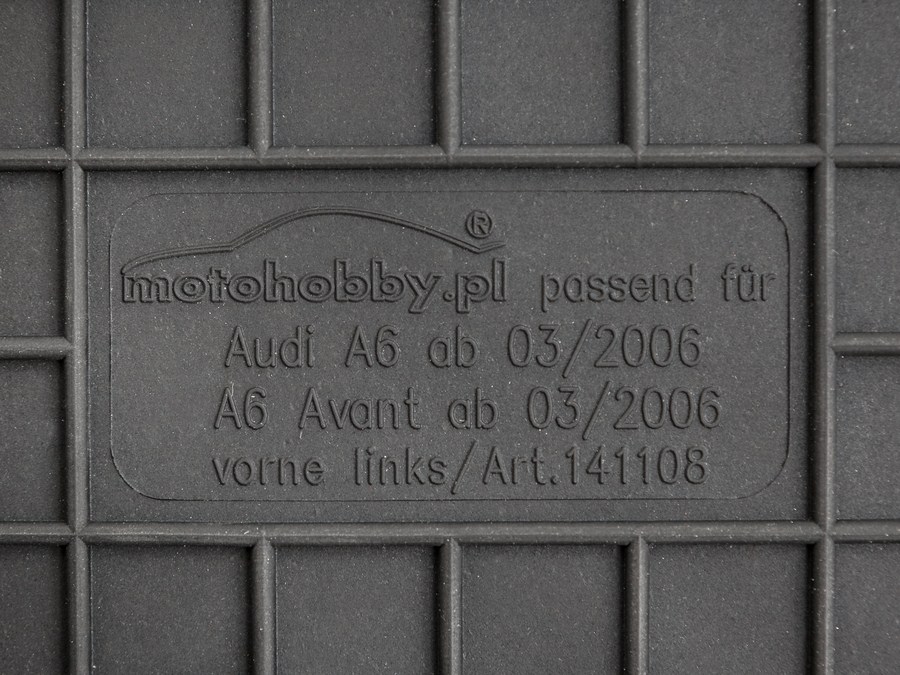 motohobby.pl® passend für
Audi A6 ab 03/2006
A6 Avant ab 03/2006
vorne links/Art.141108